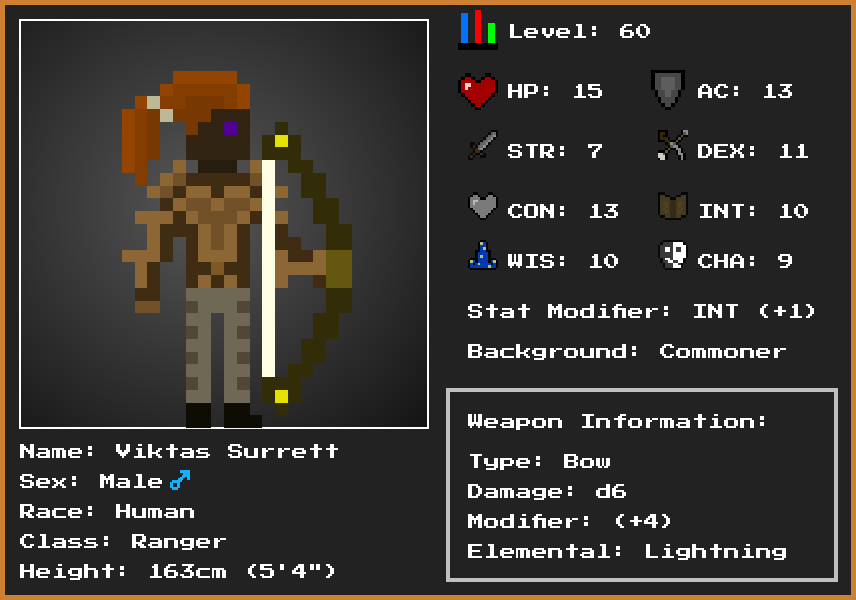 Level: 60
HP: 15 AC: 13
STR: 7 DEX: 11
CON: 13 INT: 10
WIS: 10 CHA: 9
Stat Modifier: INT (+1)
Background: Commoner
Weapon Information:
Type: Bow
Damage: d6
Modifier: (+4)
Elemental: Lightning
Name: Viktas Surrett
Sex: Male ♂
Race: Human
Class: Ranger
Height: 163cm (5'4")